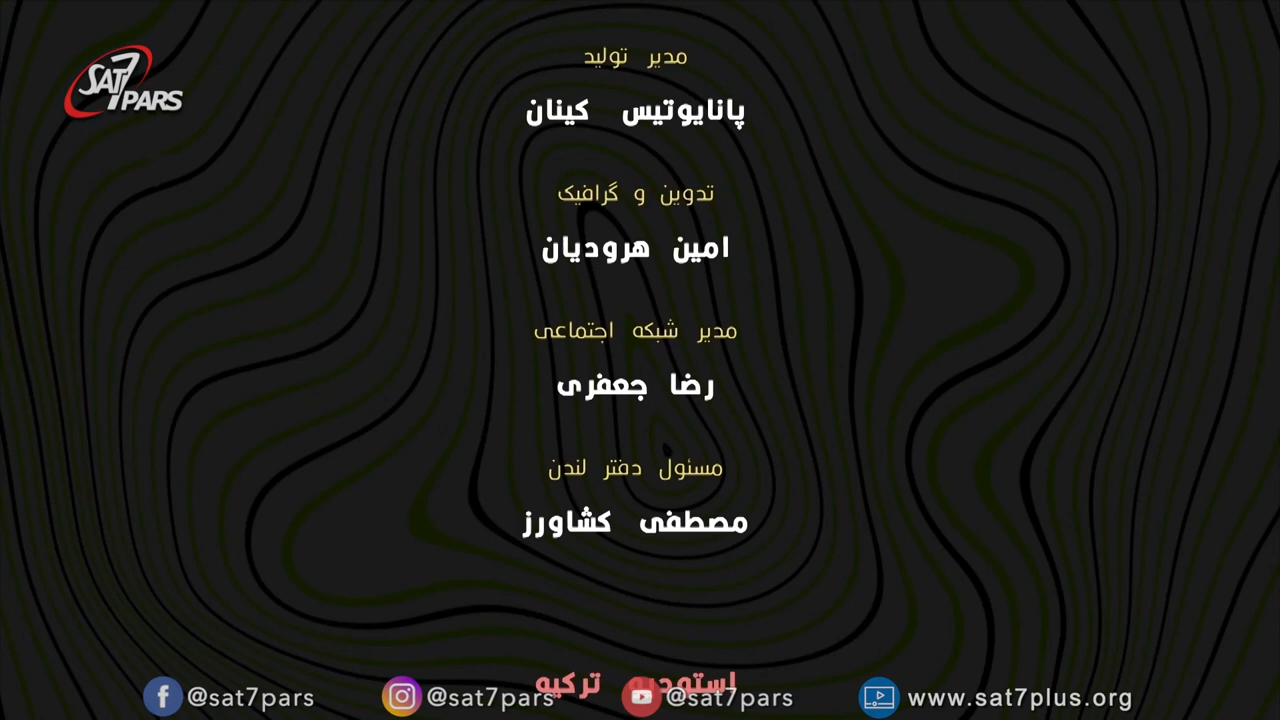 SAT7
PARS
مدیر تولید
پانایوتیس کینان
تدوین و گرافیک
امین هرودیان
مدیر شبکه اجتماعی
رضا جعفری
مسئول دفتر لندن
مصطفی کشاورز
استودیو ترکیه
@sat7pars @sat7pars @sat7pars www.sat7plus.org